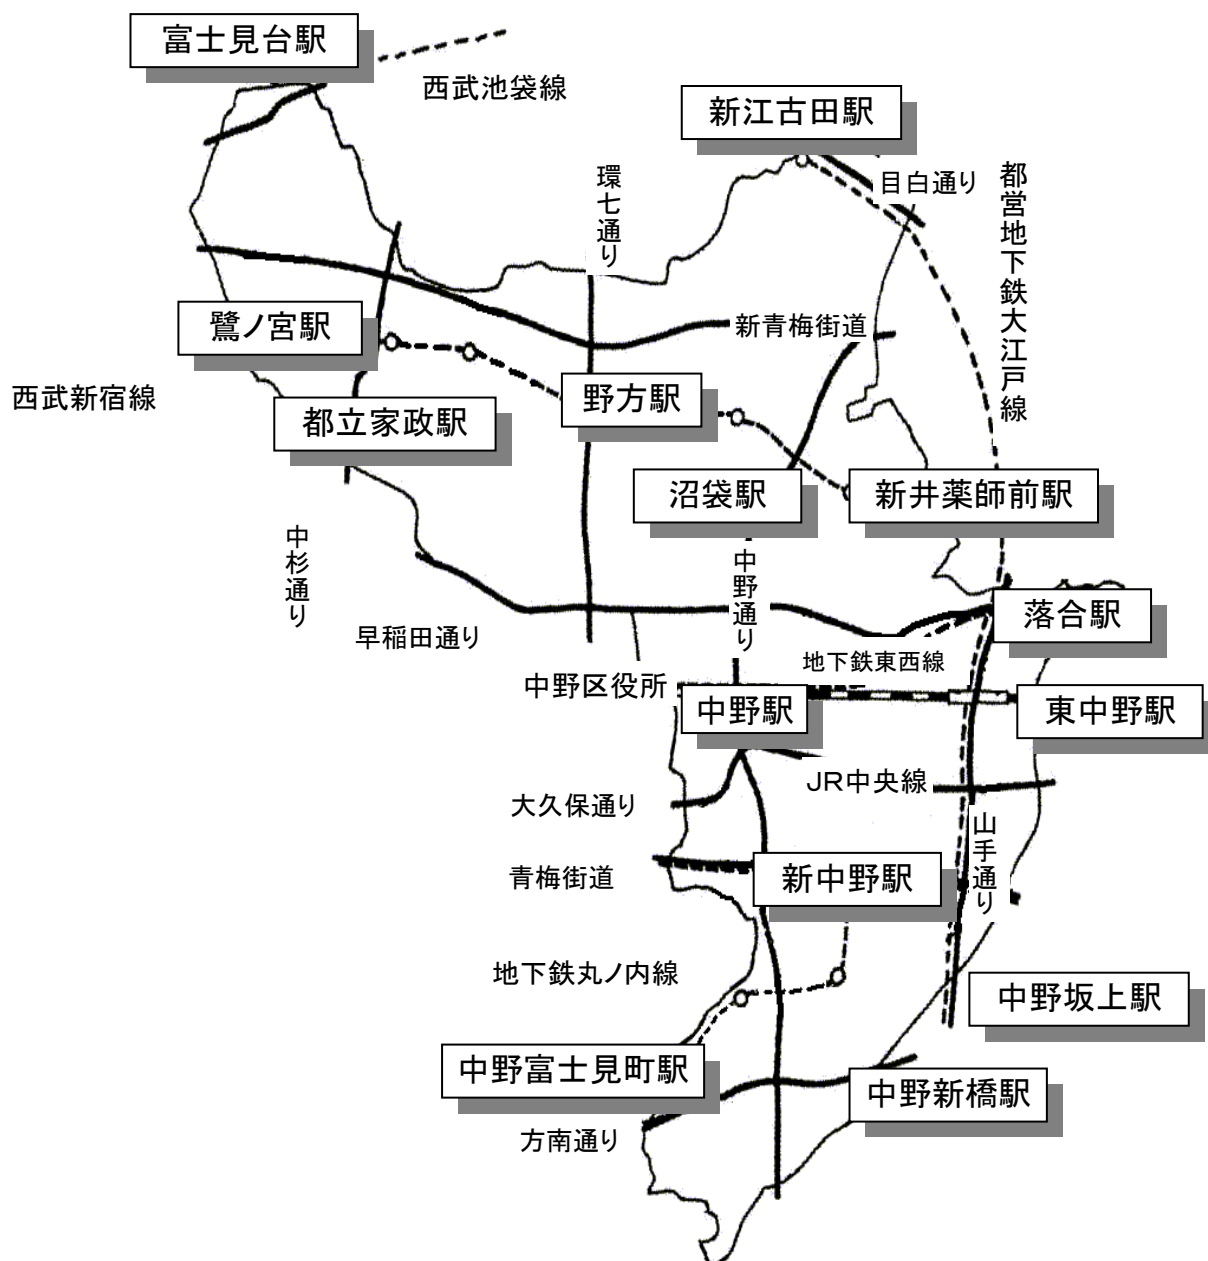 富士見台駅
西武池袋線
新江古田駅
環七通り
目白通り
都営地下鉄大江戸線
鷺ノ宮駅
新青梅街道
西武新宿線
都立家政駅
野方駅
沼袋駅
新井薬師前駅
中杉通り
中野通り
早稲田通り
落合駅
地下鉄東西線
中野区役所
中野駅
東中野駅
JR中央線
大久保通り
山手通り
青梅街道
新中野駅
地下鉄丸ノ内線
中野坂上駅
中野富士見町駅
中野新橋駅
方南通り